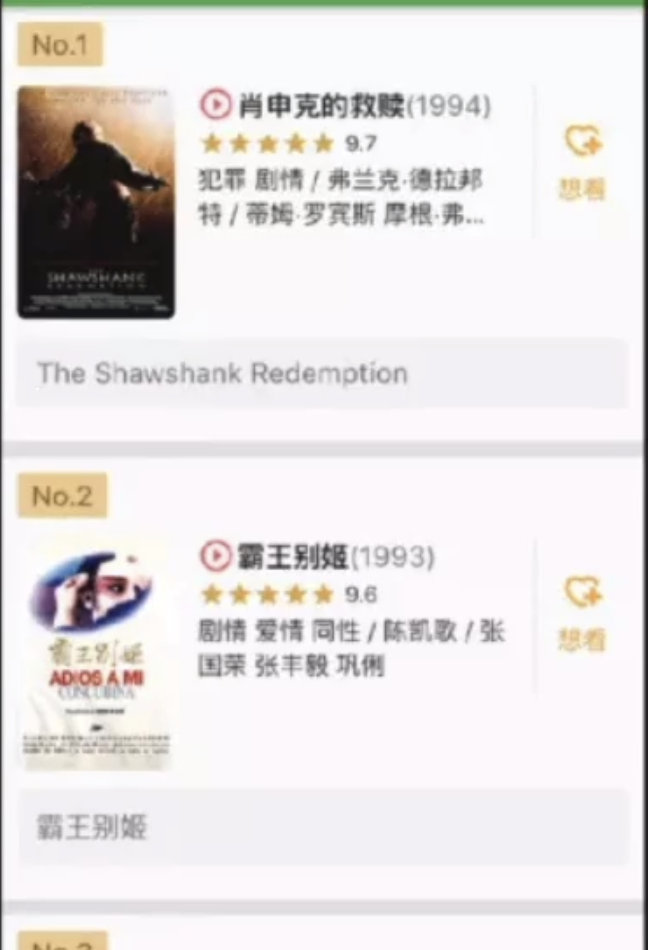 No.1
肖申克的救赎(1994)
9.7
犯罪 剧情 / 弗兰克·德拉邦
特 / 蒂姆·罗宾斯 摩根·弗...
想看
SHAWSHANK
REDEMPTION
The Shawshank Redemption
No.2
霸王别姬(1993)
9.6
剧情 爱情 同性 / 陈凯歌 / 张
国荣 张丰毅 巩俐
想看
霸王别姬
ADIOS A MI
CONCUBINA
霸王别姬